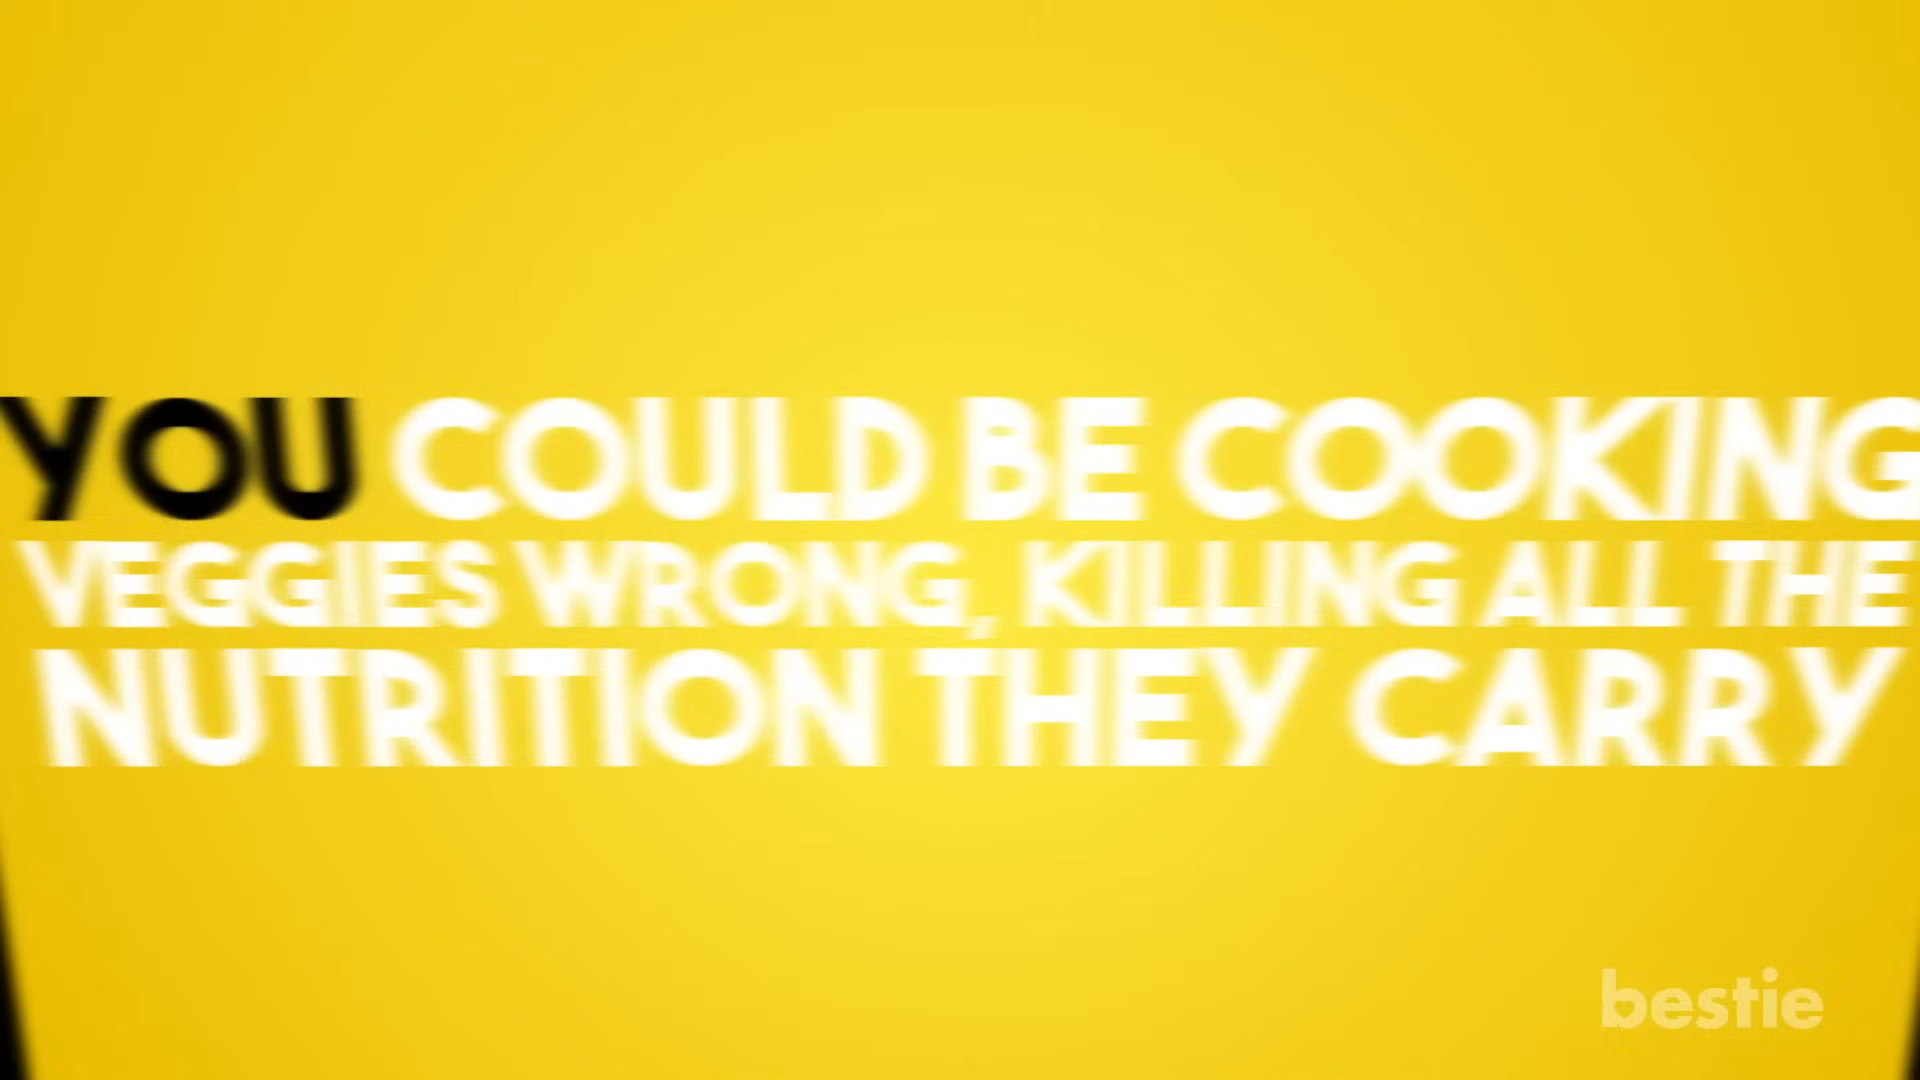 YOU COULD BE COOKING
VEGGIES WRONG, KILLING ALL THE
NUTRITION THEY CARRY
bestie